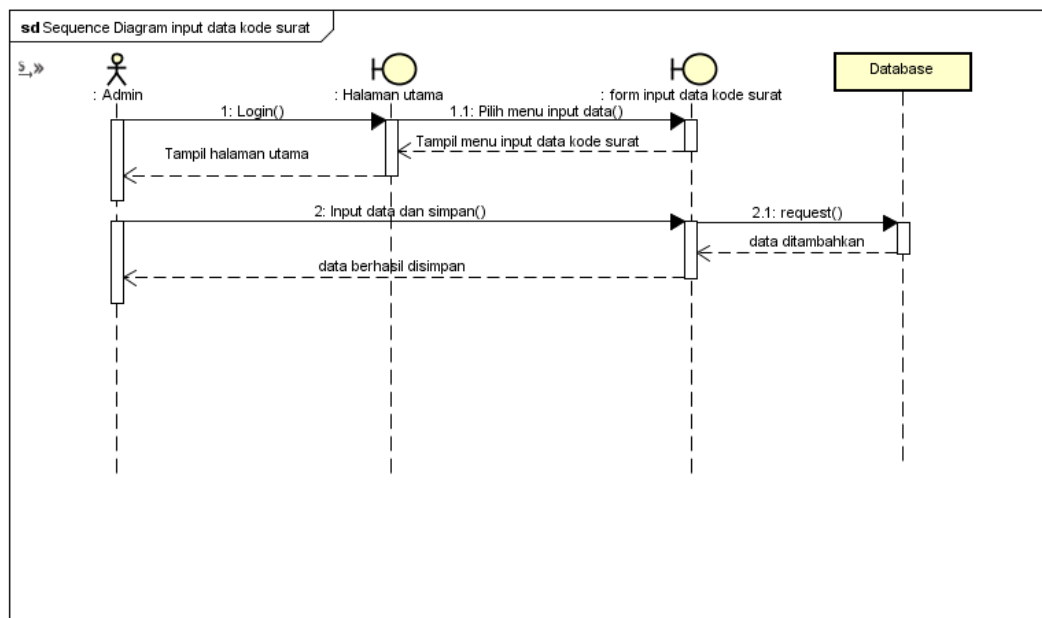 sd Sequence Diagram input data kode surat
s
: Admin
: Halaman utama
: form input data kode surat
Database
1: Login()
1.1: Pilih menu input data()
Tampil menu input data kode surat
Tampil halaman utama
2: Input data dan simpan()
2.1: request()
data ditambahkan
data berhasil disimpan